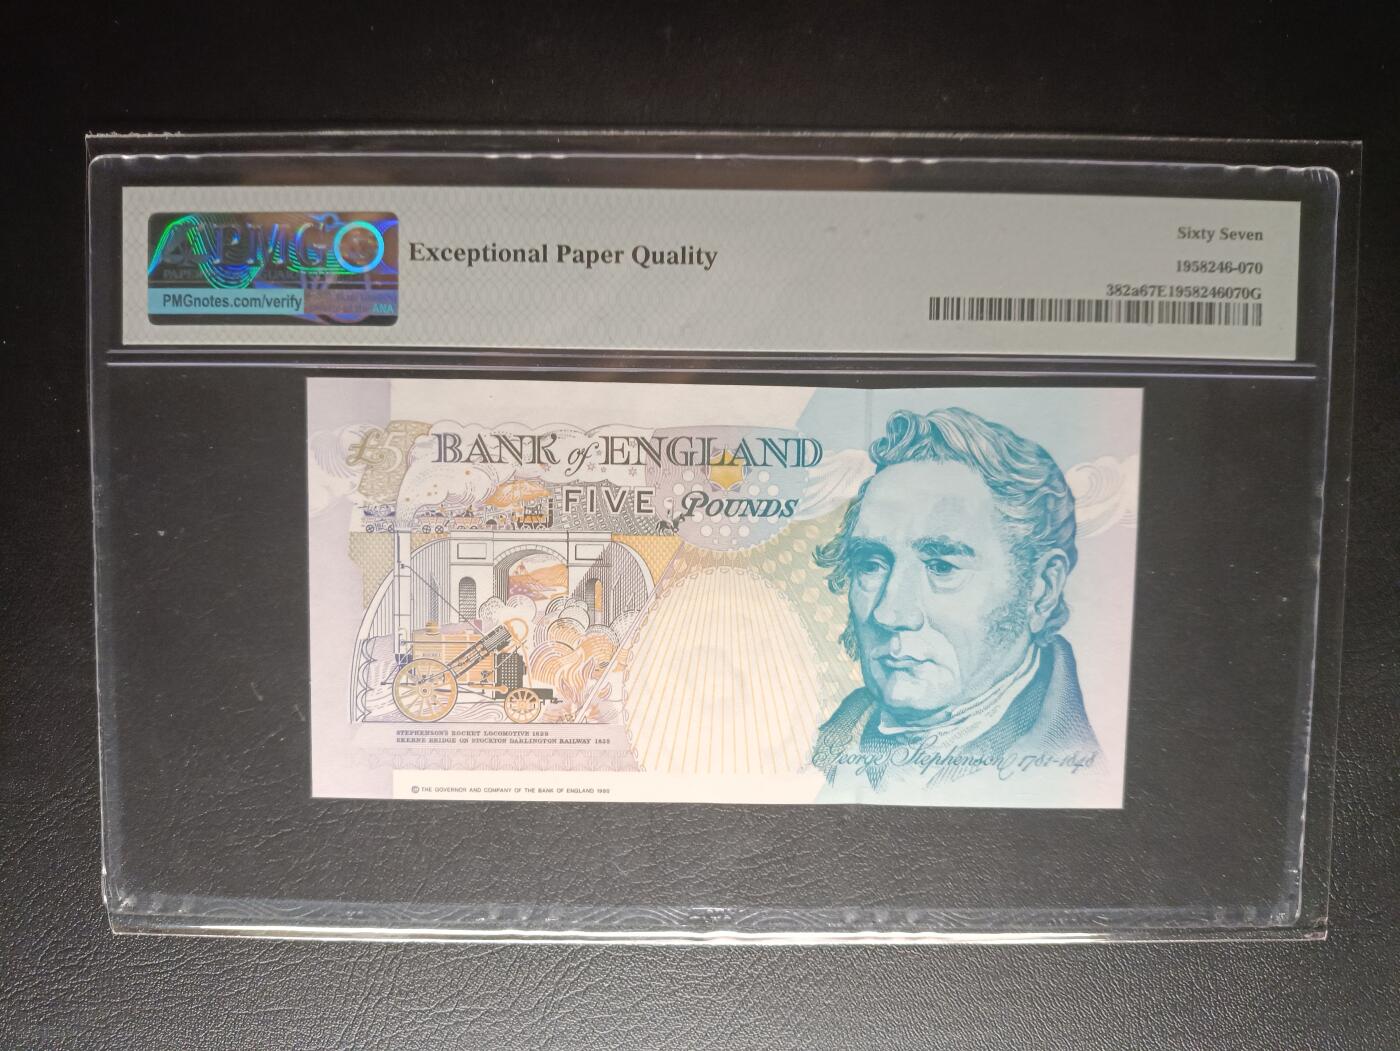 PMG
PMGnotes.com/verify
ANA
Exceptional Paper Quality
Sixty Seven
1958246-070
382a67E1958246070G
£5
BANK of ENGLAND
FIVE POUNDS
STEPHENSON'S ROCKET LOCOMOTIVE 1829
SKERNE BRIDGE ON STOCKTON DARLINGTON RAILWAY 1825
George Stephenson 1781-1848
© THE GOVERNOR AND COMPANY OF THE BANK OF ENGLAND 1990